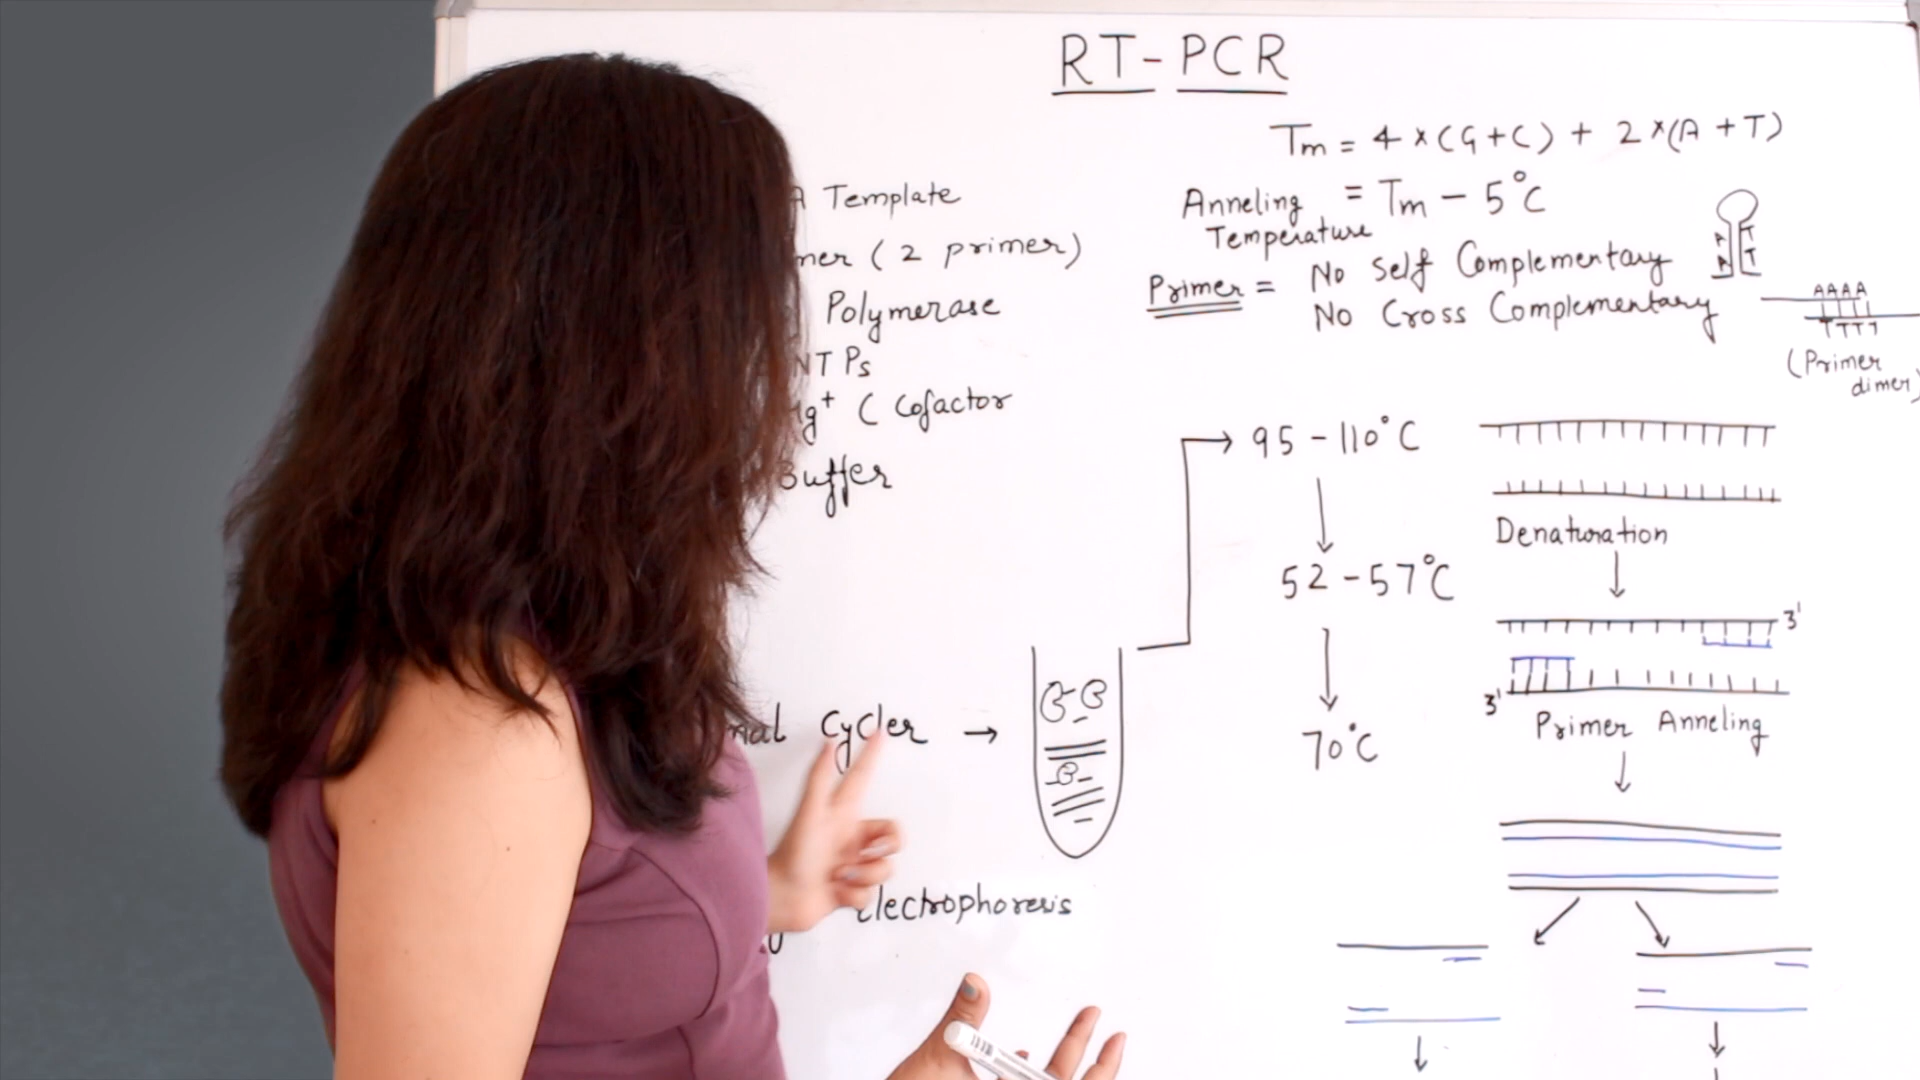 RT-PCR
Tm = 4 × (G+C) + 2 × (A + T)
Anneling Temperature = Tm - 5°C
Primer = No Self Complementary
No Cross Complementary
A A T T T
AAAA
TTTT
(Primer dimer)
A Template
mer (2 primer)
Polymerase
NTPs
Mg+ ( Cofactor
Buffer
95 - 110°C
52 - 57°C
70°C
Denaturation
3'
3'
Primer Anneling
mal Cycler →
Electrophoresis